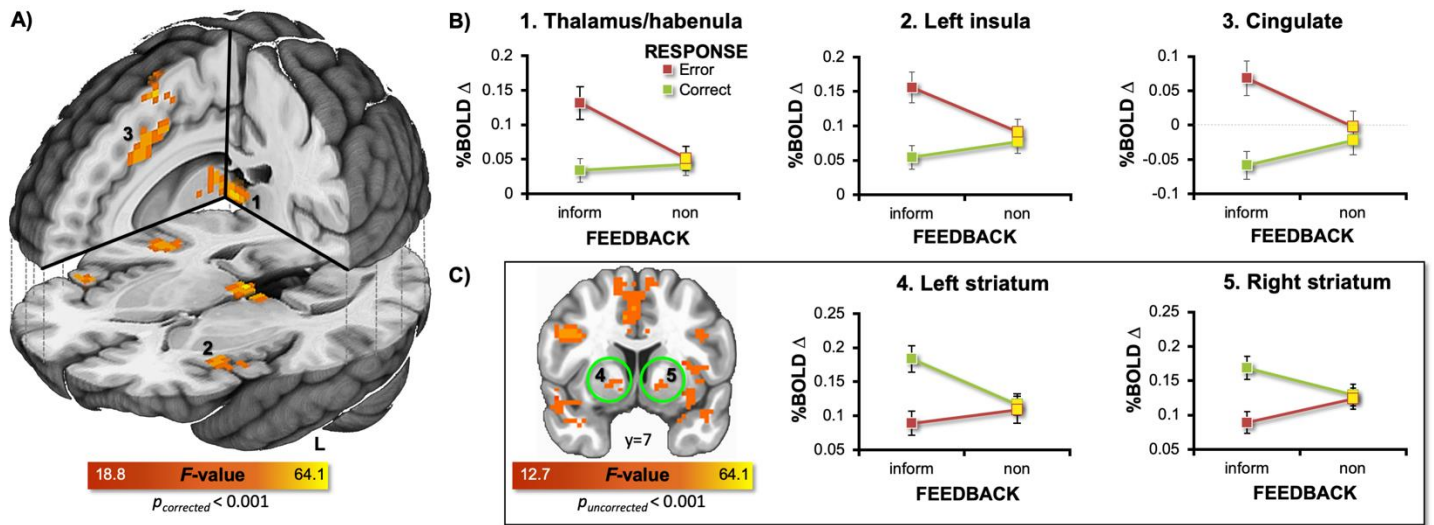 A)
3
1
2
L
18.8 F-value 64.1
pcorrected < 0.001
B)
1. Thalamus/habenula
RESPONSE
Error
Correct
%BOLD Δ
0.2
0.15
0.1
0.05
0
inform non
FEEDBACK
2. Left insula
%BOLD Δ
0.2
0.15
0.1
0.05
0
inform non
FEEDBACK
3. Cingulate
%BOLD Δ
0.1
0.05
0
-0.05
-0.1
inform non
FEEDBACK
C)
4 5
y=7
12.7 F-value 64.1
puncorrected < 0.001
4. Left striatum
%BOLD Δ
0.25
0.2
0.15
0.1
0.05
inform non
FEEDBACK
5. Right striatum
%BOLD Δ
0.25
0.2
0.15
0.1
0.05
inform non
FEEDBACK